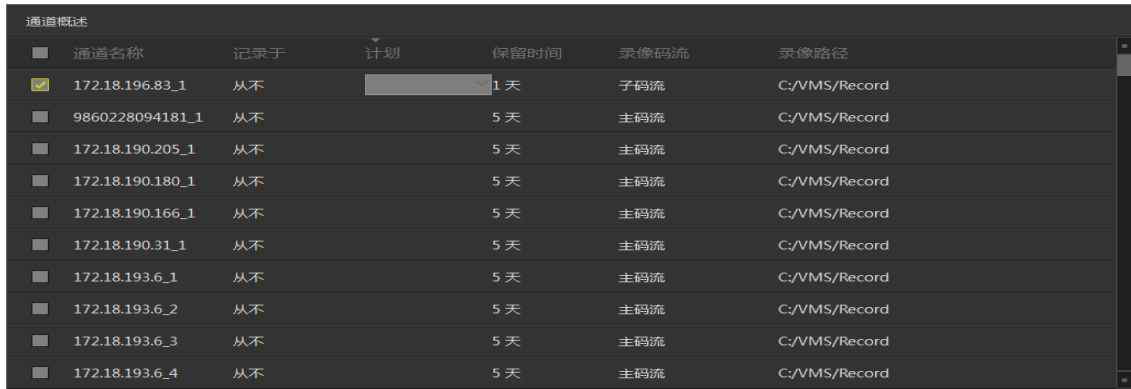 通道概述
通道名称 记录于 计划 保留时间 录像码流 录像路径
172.18.196.83_1 从不 1 天 子码流 C:/VMS/Record
9860228094181_1 从不 5 天 主码流 C:/VMS/Record
172.18.190.205_1 从不 5 天 主码流 C:/VMS/Record
172.18.190.180_1 从不 5 天 主码流 C:/VMS/Record
172.18.190.166_1 从不 5 天 主码流 C:/VMS/Record
172.18.190.31_1 从不 5 天 主码流 C:/VMS/Record
172.18.193.6_1 从不 5 天 主码流 C:/VMS/Record
172.18.193.6_2 从不 5 天 主码流 C:/VMS/Record
172.18.193.6_3 从不 5 天 主码流 C:/VMS/Record
172.18.193.6_4 从不 5 天 主码流 C:/VMS/Record